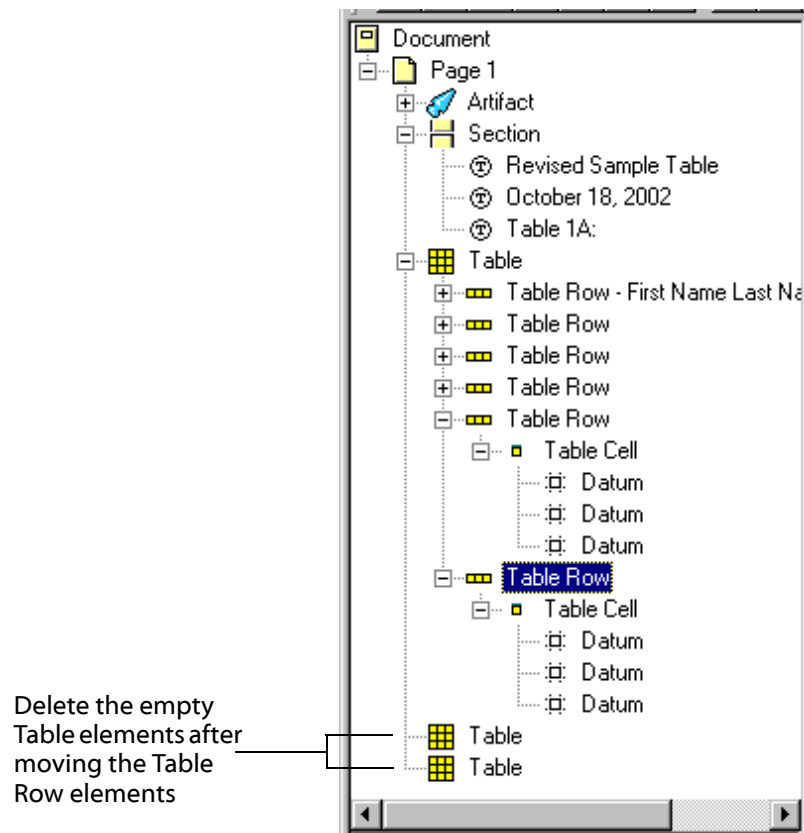 Document
Page 1
Artifact
Section
Revised Sample Table
October 18, 2002
Table 1A:
Table
Table Row - First Name Last Na
Table Row
Table Row
Table Row
Table Row
Table Cell
Datum
Datum
Datum
Table Row
Table Cell
Datum
Datum
Datum
Table
Table
Delete the empty
Table elements after
moving the Table
Row elements